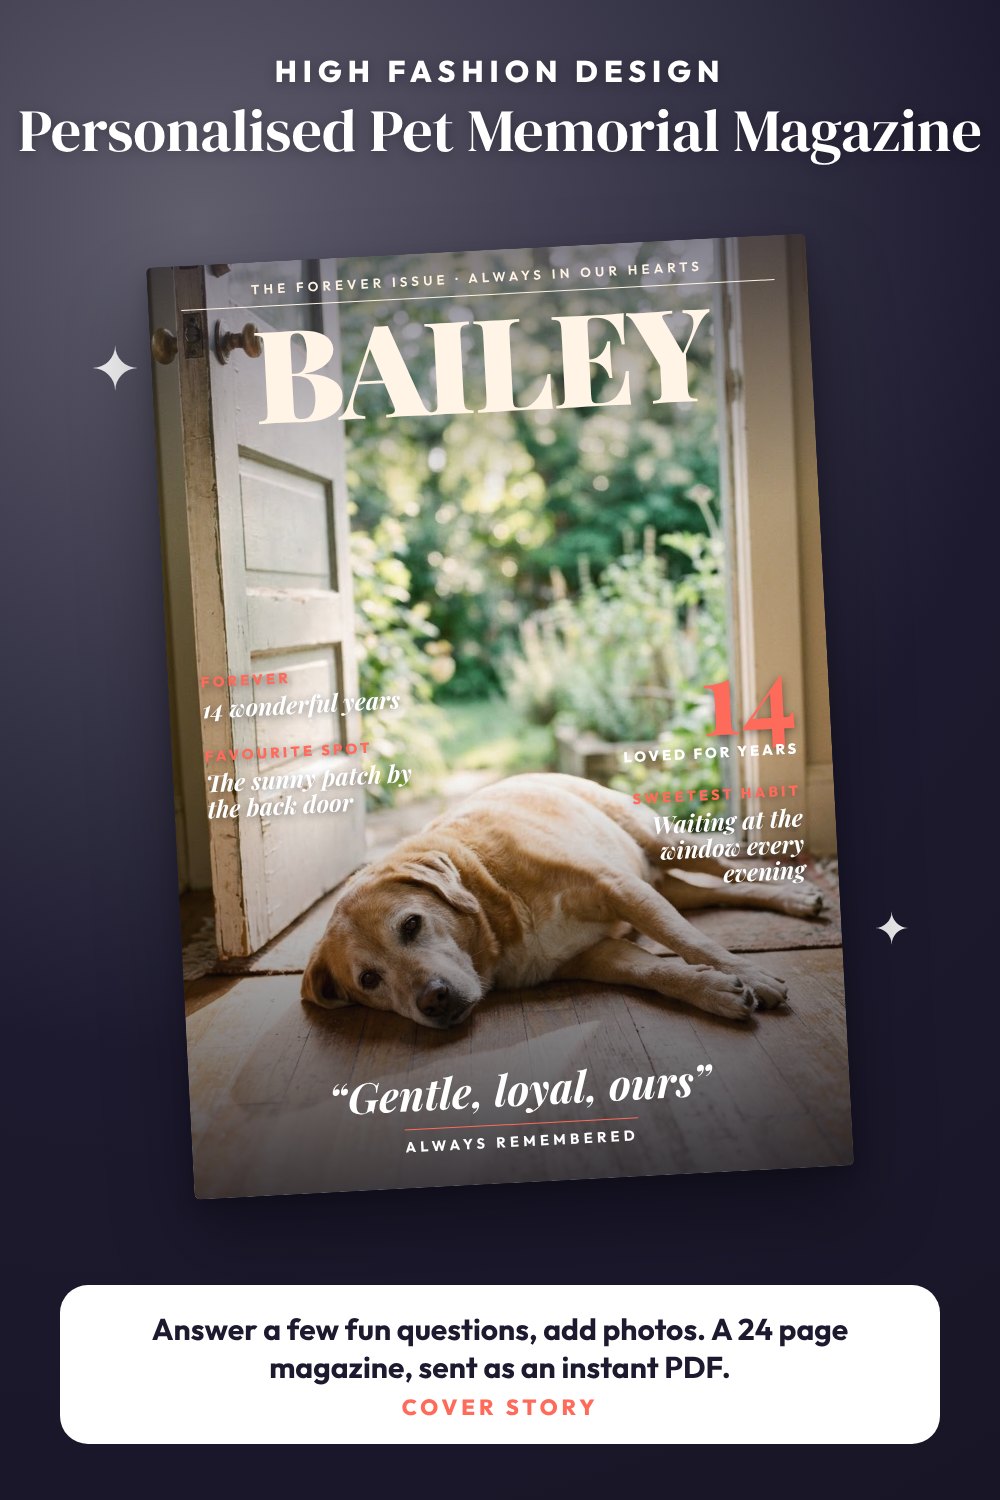 HIGH FASHION DESIGN
Personalised Pet Memorial Magazine
THE FOREVER ISSUE · ALWAYS IN OUR HEARTS
BAILEY
FOREVER
14 wonderful years
FAVOURITE SPOT
The sunny patch by
the back door
14
LOVED FOR YEARS
SWEETEST HABIT
Waiting at the
window every
evening
“Gentle, loyal, ours”
ALWAYS REMEMBERED
Answer a few fun questions, add photos. A 24 page
magazine, sent as an instant PDF.
COVER STORY